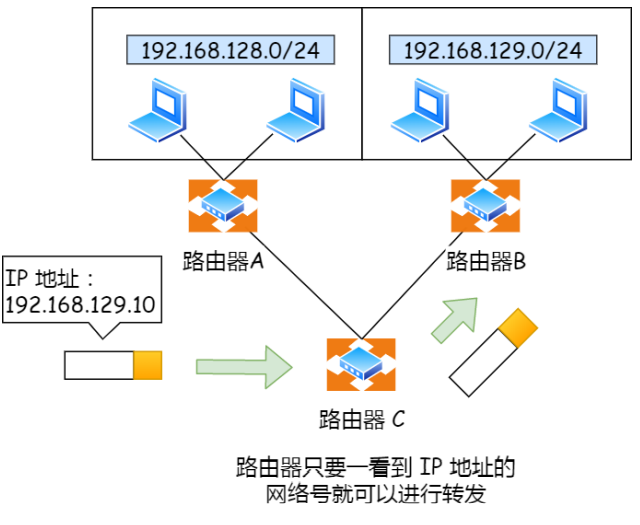 192.168.128.0/24
192.168.129.0/24
路由器A
路由器B
IP 地址：
192.168.129.10
路由器 C
路由器只要一看到 IP 地址的
网络号就可以进行转发